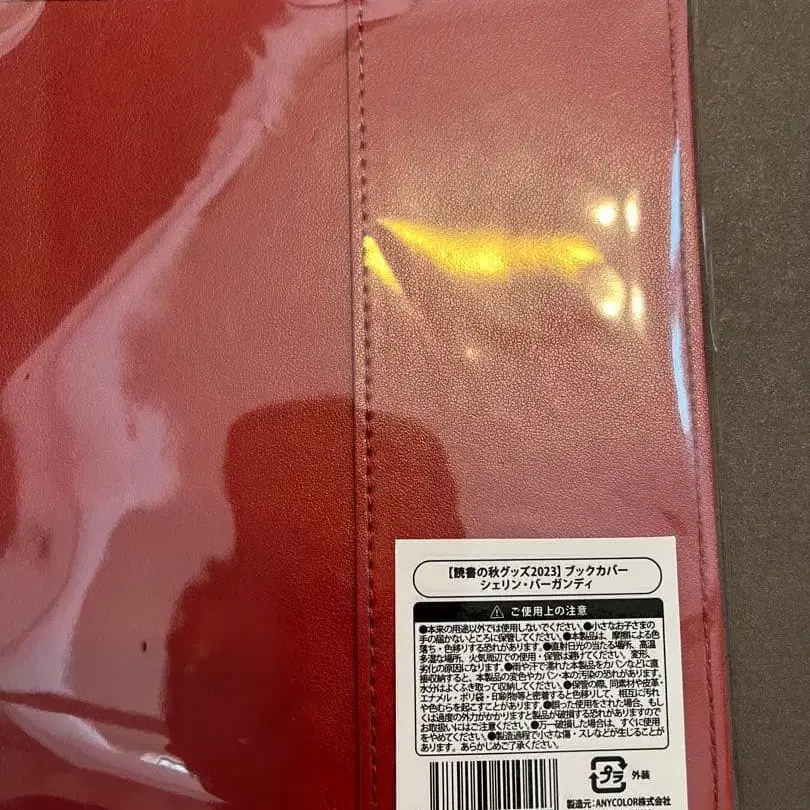 【読書の秋グッズ2023】ブックカバー
シェリン・バーガンディ
⚠ ご使用上の注意
●本来の用途以外では使用しないでください。●小さなお子さまの
手の届かないところに保管してください。●本製品は、摩擦による色
落ち・色移りする恐れがあります。●直射日光の当たる場所、高温
多湿な場所、火気周辺での使用・保管は避けてください。変形、
劣化の原因になります。●雨や汗で濡れた本製品をカバンなどに直
接収納すると、本製品の変色やカバン・本の汚染の恐れがあります。
水分はよくふき取って収納してください。●保管の際、同素材や皮革・
エナメル・ポリ袋・印刷物等と密着すると色移りして、相互に汚れ
や色むらを起こすことがあります。●誤った使用をされた場合、もし
くは過度の外力がかかりますと製品が破損する恐れがありますので
お取扱いにはご注意ください。●万一破損した場合は、すぐに使用
をやめてください。●製造過程で小さな傷・スレなどが生じることが
あります。あらかじめご了承ください。
プラ 外装
製造元:ANYCOLOR株式会社